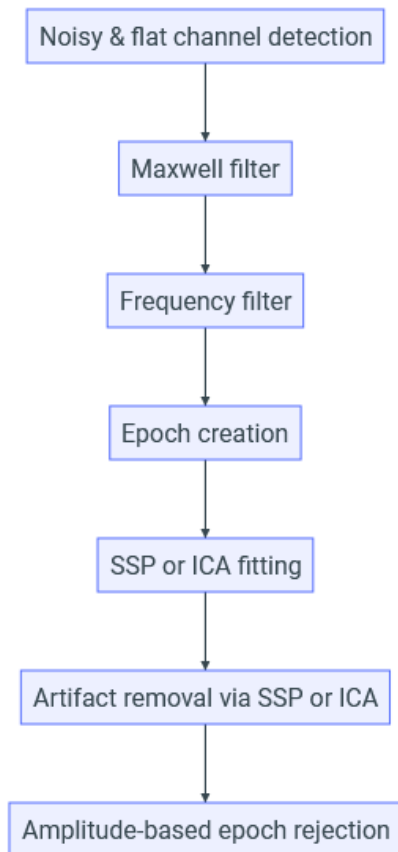 Noisy & flat channel detection
Maxwell filter
Frequency filter
Epoch creation
SSP or ICA fitting
Artifact removal via SSP or ICA
Amplitude-based epoch rejection